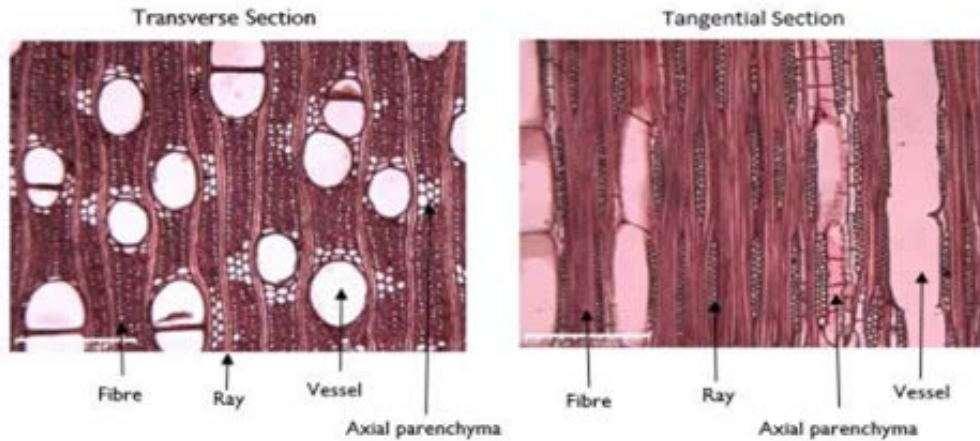 Transverse Section
Tangential Section
Fibre
Ray
Vessel
Axial parenchyma
Fibre
Ray
Axial parenchyma
Vessel